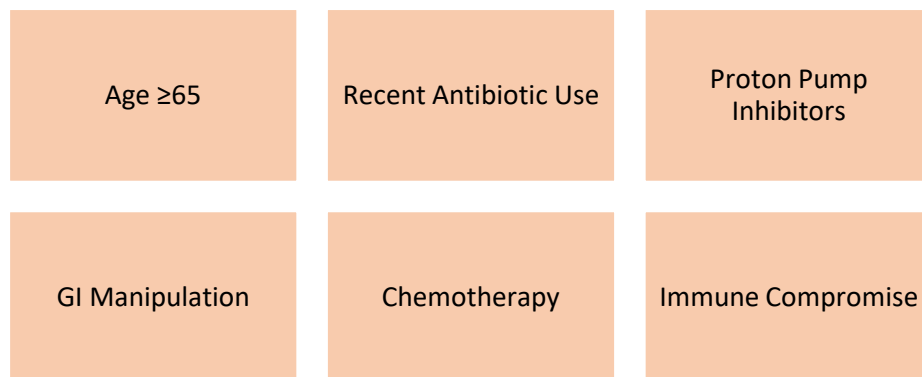 Age ≥65
Recent Antibiotic Use
Proton Pump
Inhibitors
GI Manipulation
Chemotherapy
Immune Compromise